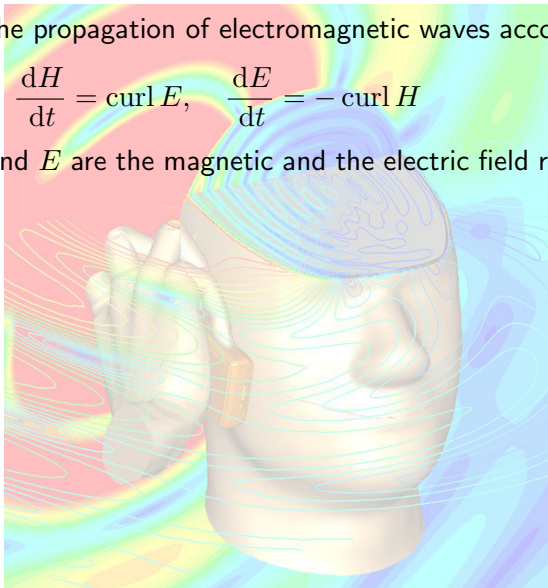 he propagation of electromagnetic waves acco
dH/dt = curl E, dE/dt = − curl H
nd E are the magnetic and the electric field r